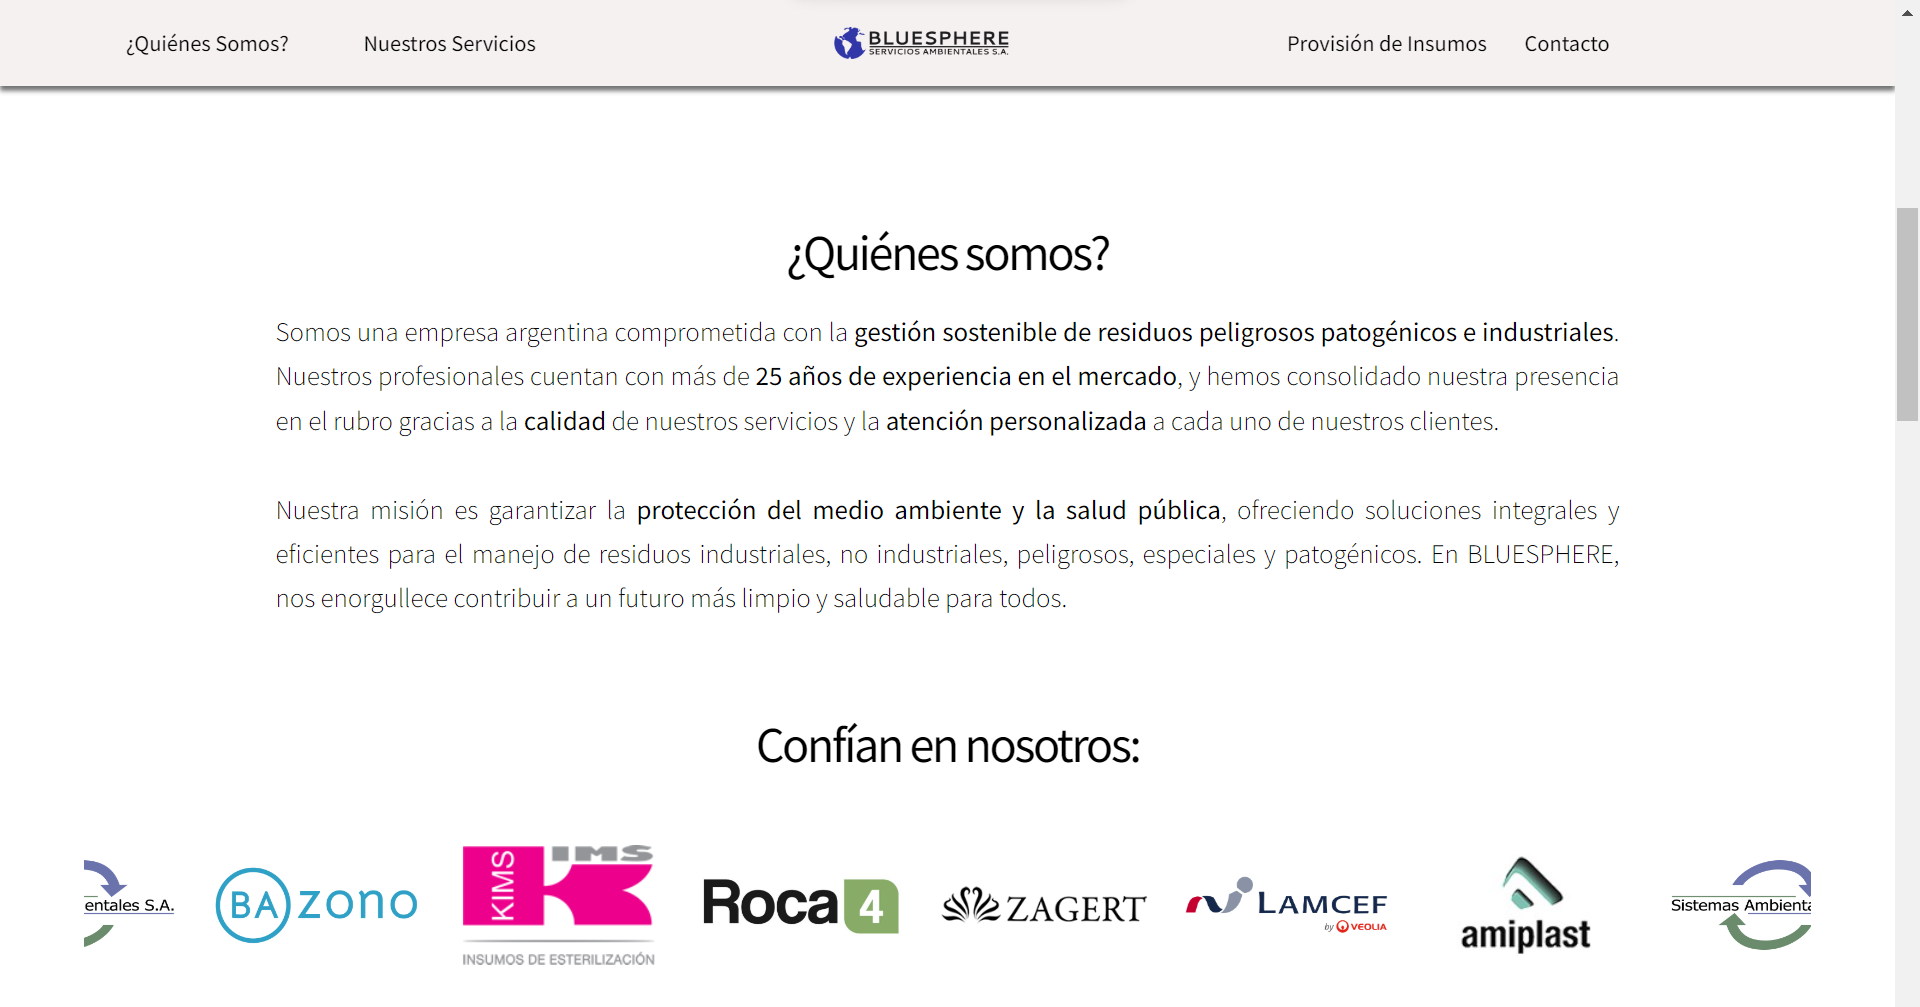 ¿Quiénes Somos?
Nuestros Servicios
BLUESPHERE
SERVICIOS AMBIENTALES S.A.
Provisión de Insumos
Contacto
¿Quiénes somos?
Somos una empresa argentina comprometida con la gestión sostenible de residuos peligrosos patogénicos e industriales.
Nuestros profesionales cuentan con más de 25 años de experiencia en el mercado, y hemos consolidado nuestra presencia
en el rubro gracias a la calidad de nuestros servicios y la atención personalizada a cada uno de nuestros clientes.
Nuestra misión es garantizar la protección del medio ambiente y la salud pública, ofreciendo soluciones integrales y
eficientes para el manejo de residuos industriales, no industriales, peligrosos, especiales y patogénicos. En BLUESPHERE,
nos enorgullece contribuir a un futuro más limpio y saludable para todos.
Confían en nosotros:
entales S.A.
BA zono
KIMS
IMS
INSUMOS DE ESTERILIZACIÓN
Roca 4
ZAGERT
LAMCEF
by VEOLIA
amiplast
Sistemas Ambienta